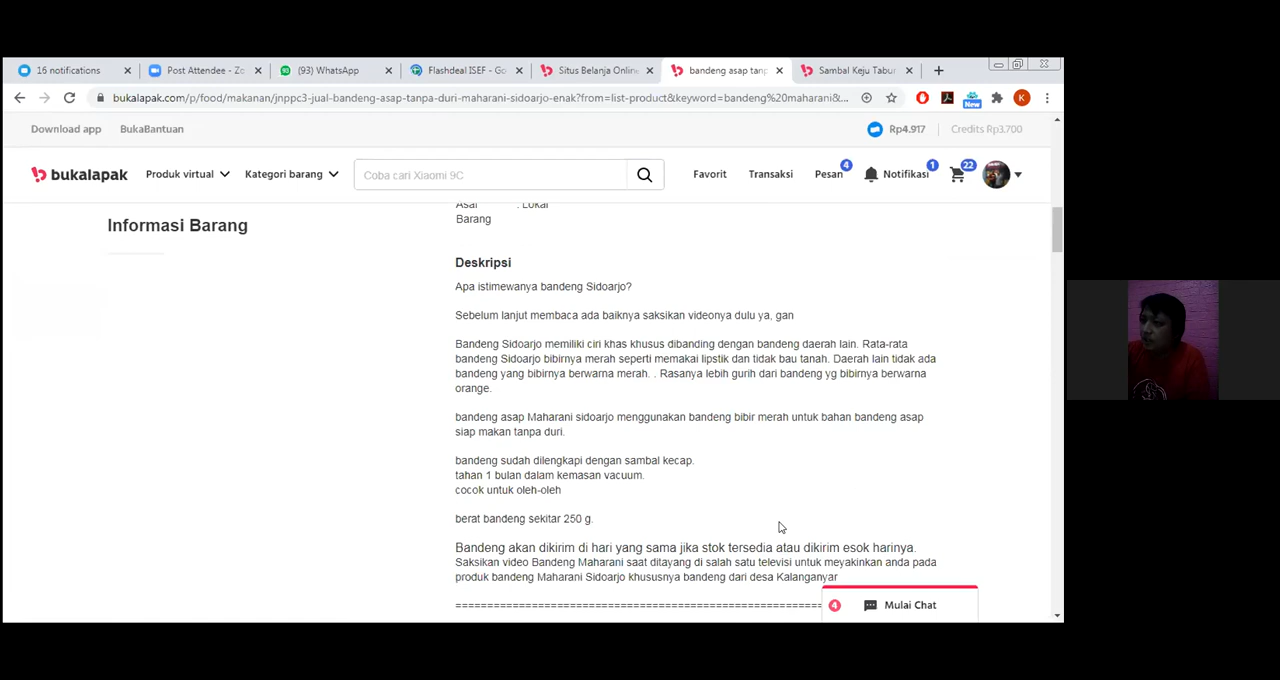 16 notifications
Post Attendee - Zo
(93) WhatsApp
Flashdeal ISEF - Go
Situs Belanja Online
bandeng asap tanp
Sambal Keju Tabur
bukalapak.com/p/food/makanan/jnppc3-jual-bandeng-asap-tanpa-duri-maharani-sidoarjo-enak?from=list-product&keyword=bandeng%20maharani&...
New
K
Download app
BukaBantuan
Rp4.917
Credits Rp3.700
bukalapak
Produk virtual
Kategori barang
Coba cari Xiaomi 9C
Favorit
Transaksi
Pesan
4
Notifikasi
1
22
Informasi Barang
Asal : Lokal
Barang
Deskripsi
Apa istimewanya bandeng Sidoarjo?
Sebelum lanjut membaca ada baiknya saksikan videonya dulu ya, gan
Bandeng Sidoarjo memiliki ciri khas khusus dibanding dengan bandeng daerah lain. Rata-rata
bandeng Sidoarjo bibirnya merah seperti memakai lipstik dan tidak bau tanah. Daerah lain tidak ada
bandeng yang bibirnya berwarna merah. . Rasanya lebih gurih dari bandeng yg bibirnya berwarna
orange.
bandeng asap Maharani sidoarjo menggunakan bandeng bibir merah untuk bahan bandeng asap
siap makan tanpa duri.
bandeng sudah dilengkapi dengan sambal kecap.
tahan 1 bulan dalam kemasan vacuum.
cocok untuk oleh-oleh
berat bandeng sekitar 250 g.
Bandeng akan dikirim di hari yang sama jika stok tersedia atau dikirim esok harinya.
Saksikan video Bandeng Maharani saat ditayang di salah satu televisi untuk meyakinkan anda pada
produk bandeng Maharani Sidoarjo khususnya bandeng dari desa Kalanganyar
=========================================================
4
Mulai Chat